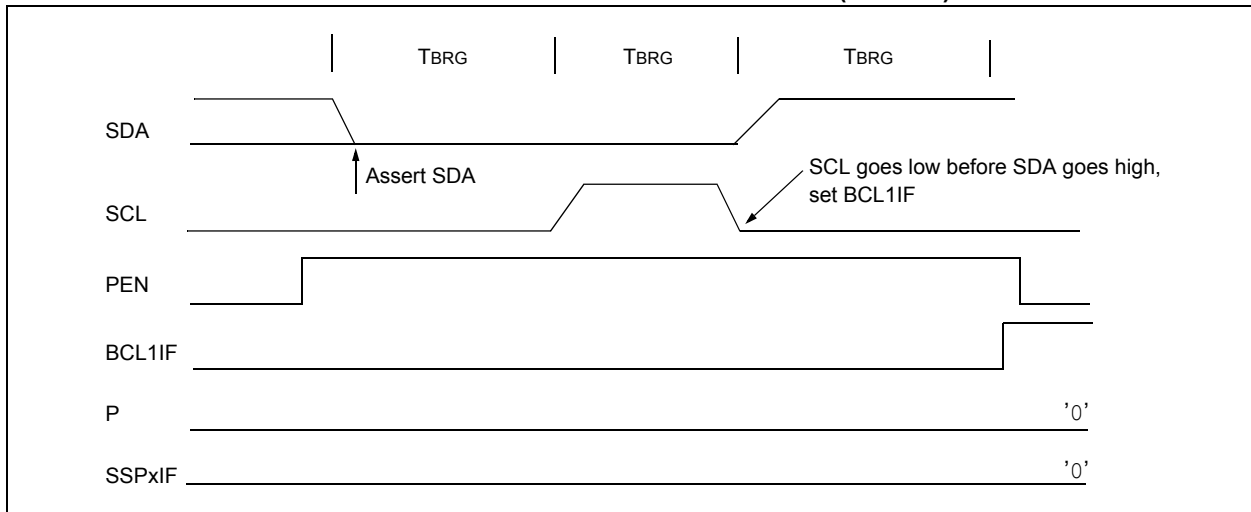 TBRG TBRG TBRG
SDA
Assert SDA
SCL goes low before SDA goes high,
set BCL1IF
SCL
PEN
BCL1IF
P '0'
SSPxIF '0'